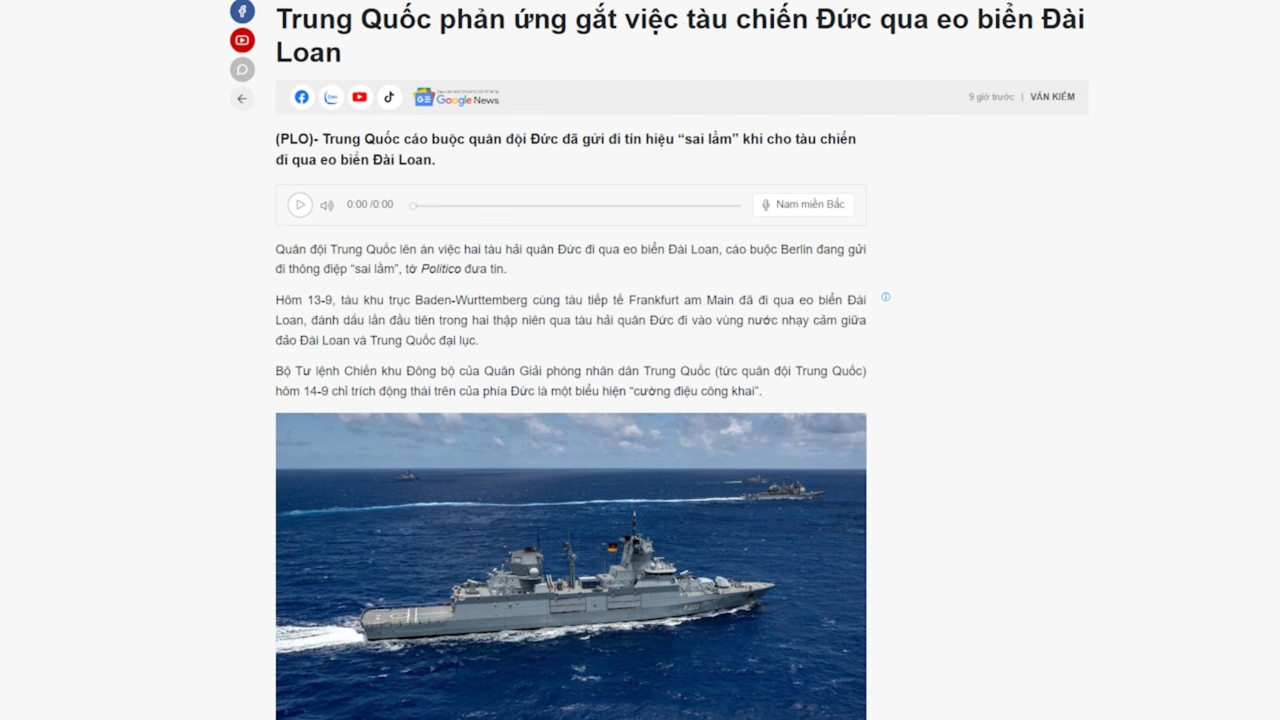 Trung Quốc phản ứng gắt việc tàu chiến Đức qua eo biển Đài
Loan
Google News
9 giờ trước | VĂN KIẾM
(PLO)- Trung Quốc cáo buộc quân đội Đức đã gửi đi tín hiệu “sai lầm” khi cho tàu chiến
đi qua eo biển Đài Loan.
0:00 /0:00
Nam miền Bắc
Quân đội Trung Quốc lên án việc hai tàu hải quân Đức đi qua eo biển Đài Loan, cáo buộc Berlin đang gửi
đi thông điệp “sai lầm”, tờ Politico đưa tin.
Hôm 13-9, tàu khu trục Baden-Wurttemberg cùng tàu tiếp tế Frankfurt am Main đã đi qua eo biển Đài
Loan, đánh dấu lần đầu tiên trong hai thập niên qua tàu hải quân Đức đi vào vùng nước nhạy cảm giữa
đảo Đài Loan và Trung Quốc đại lục.
Bộ Tư lệnh Chiến khu Đông bộ của Quân Giải phóng nhân dân Trung Quốc (tức quân đội Trung Quốc)
hôm 14-9 chỉ trích động thái trên của phía Đức là một biểu hiện “cường điệu công khai”.